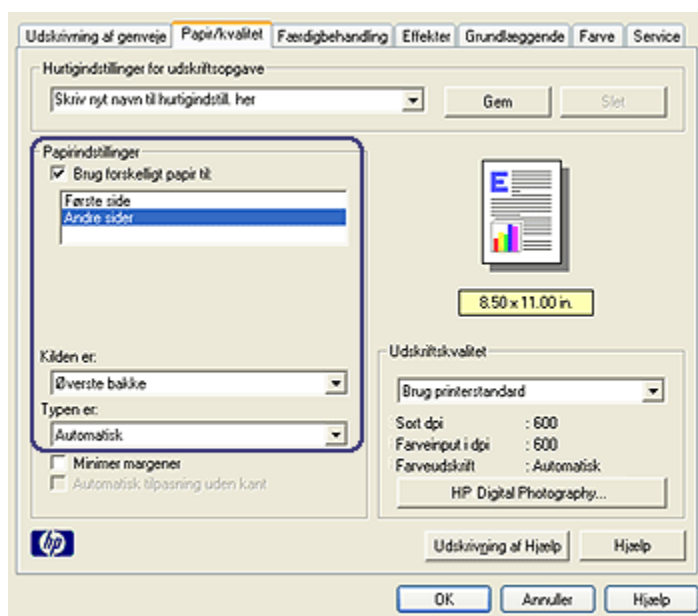 Udskrivning af genveje Papir/kvalitet Færdigbehandling Effekter Grundlæggende Farve Service
Hurtigindstillinger for udskriftsopgave
Skriv nyt navn til hurtigindstill. her
Gem
Slet
Papirindstillinger
Brug forskelligt papir til:
Første side
Andre sider
Kilden er:
Øverste bakke
Typen er:
Automatisk
Minimer margener
Automatisk tilpasning uden kant
E
8.50 x 11.00 in.
Udskriftskvalitet
Brug printerstandard
Sort dpi : 600
Farveinput i dpi : 600
Farveudskrift : Automatisk
HP Digital Photography...
hp
Udskrivning af Hjælp
Hjælp
OK
Annuller
Hjælp